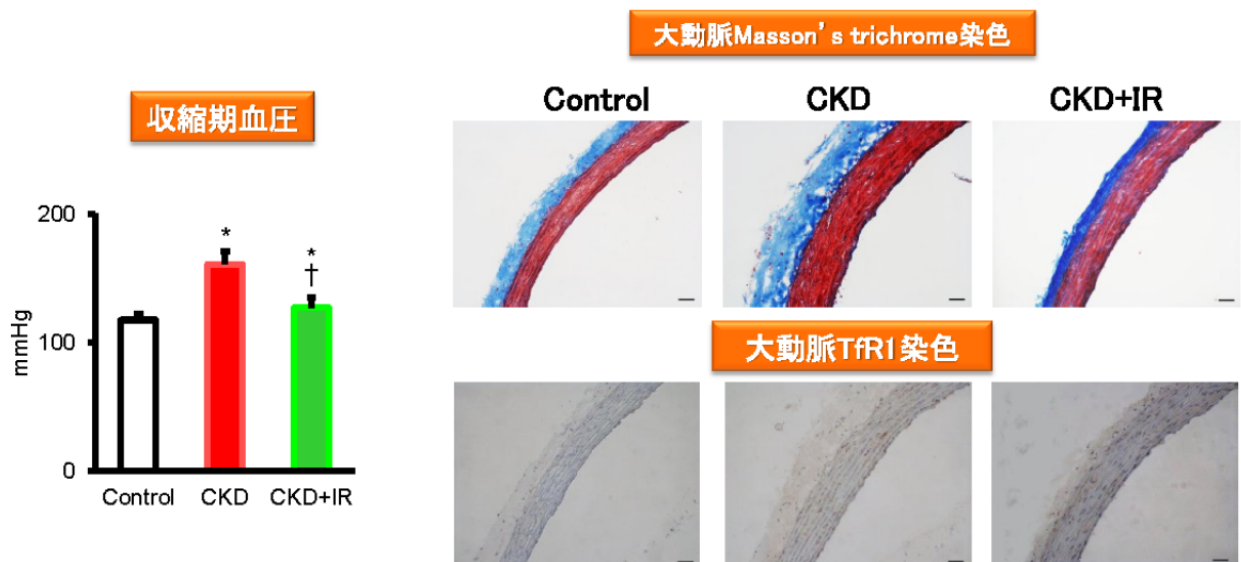 大動脈Masson's trichrome染色
収縮期血圧
Control
CKD
CKD+IR
200
100
0
mmHg
*
*
†
Control
CKD
CKD+IR
大動脈TfR1染色